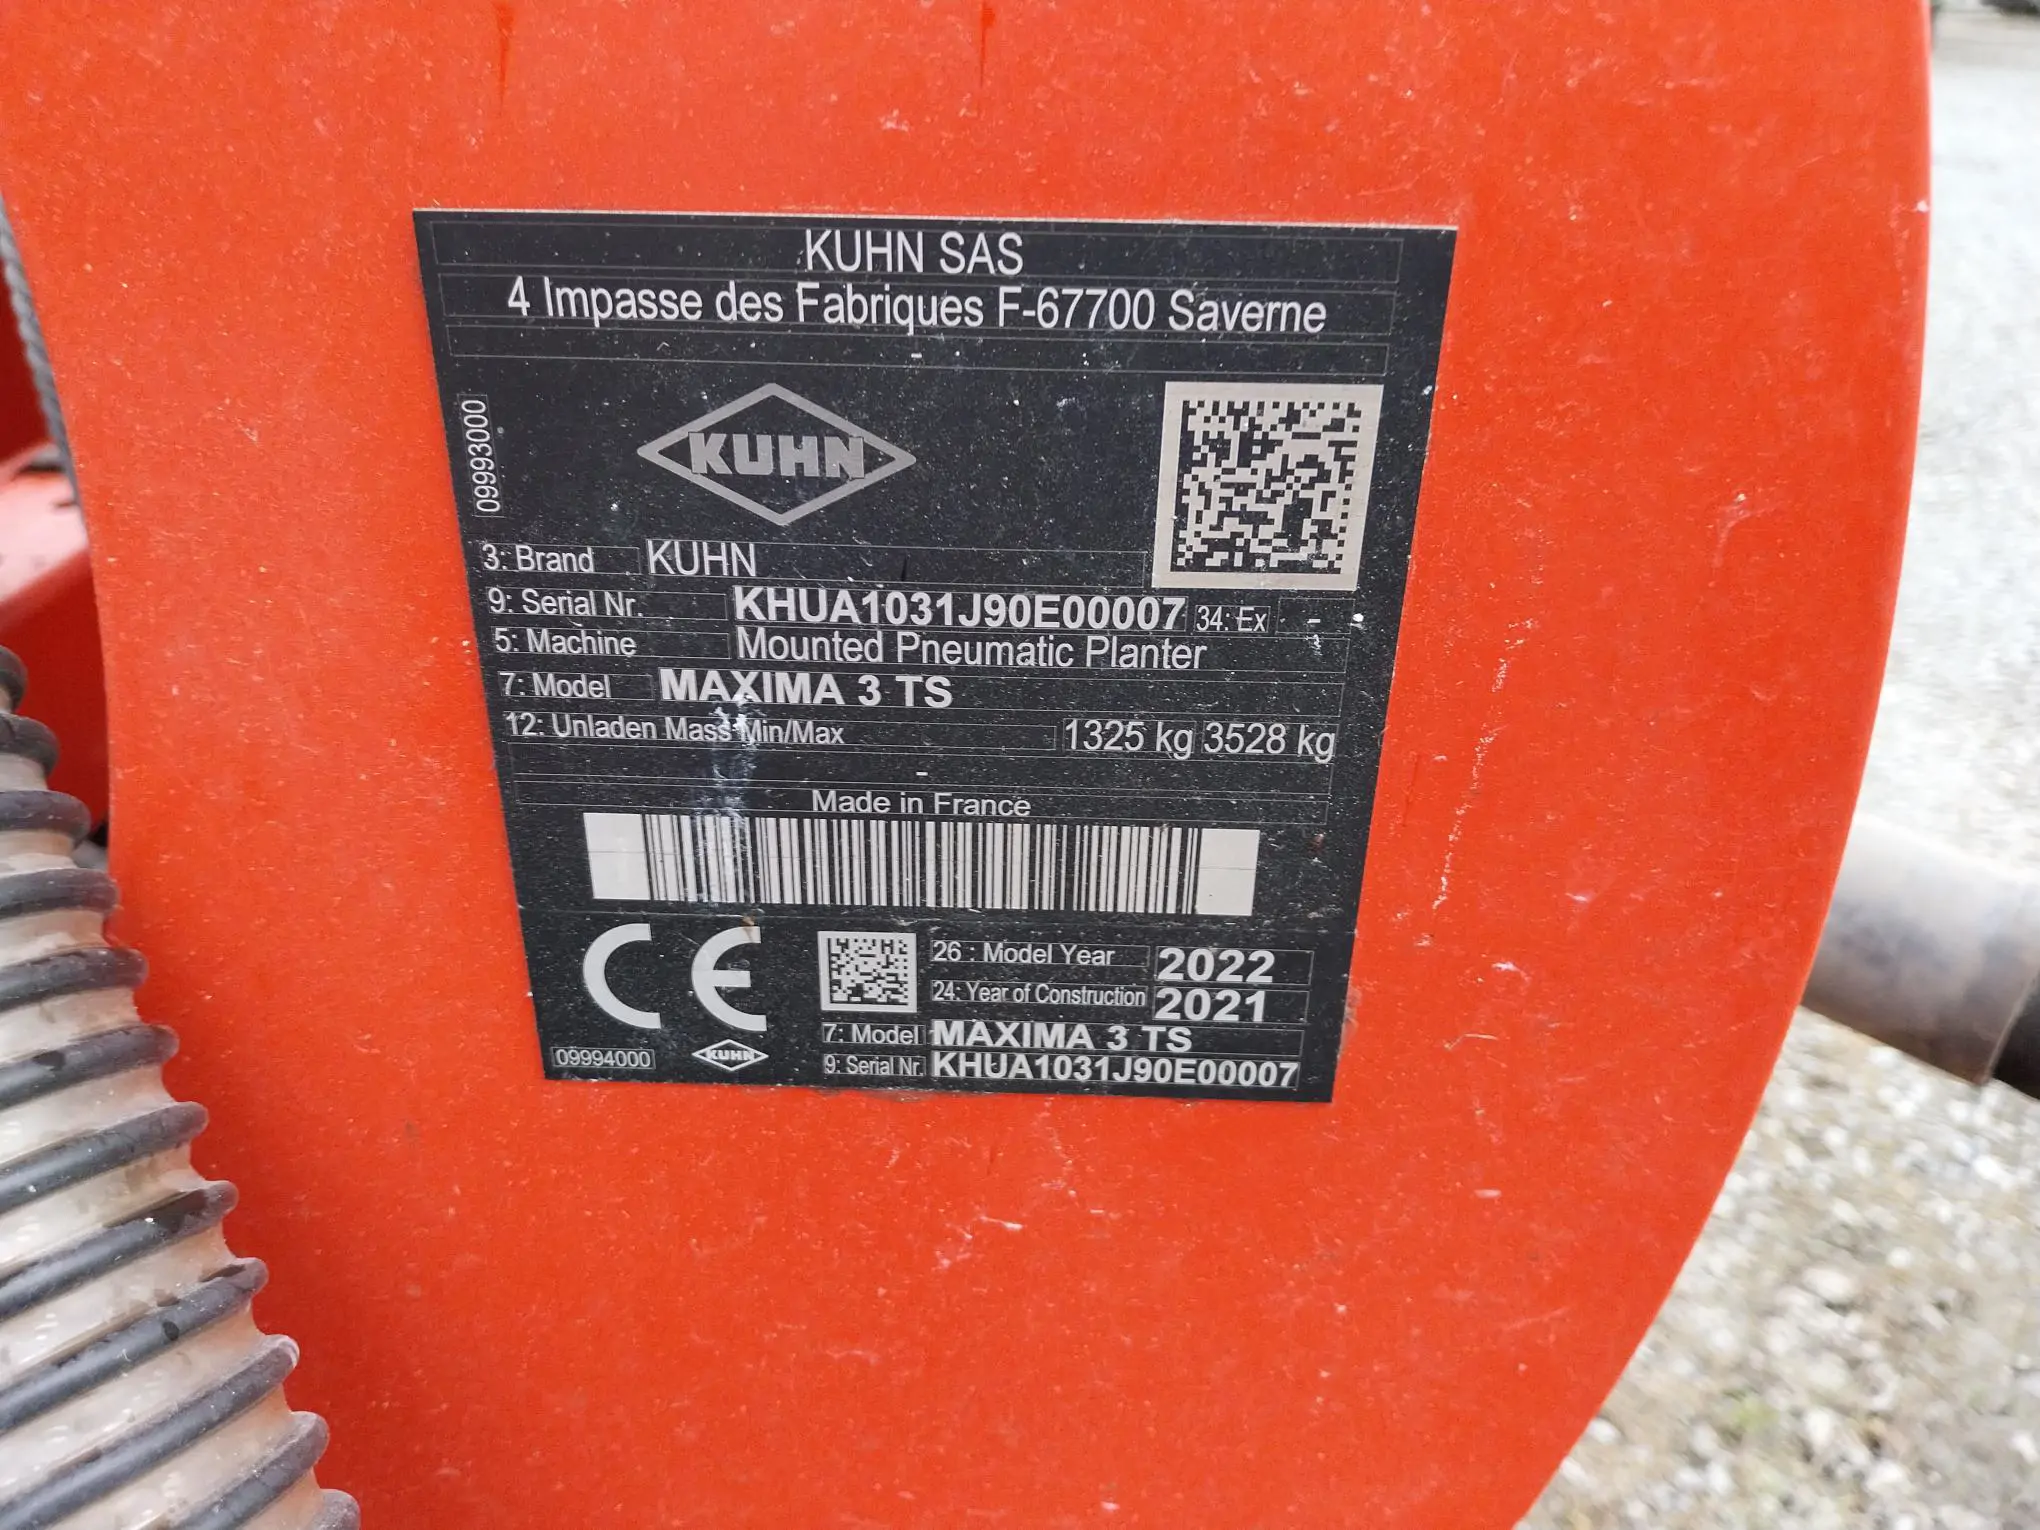 KUHN SAS
4 Impasse des Fabriques F-67700 Saverne
-
09993000
KUHN
3: Brand KUHN
9: Serial Nr. KHUA1031J90E00007 34: Ex -
5: Machine Mounted Pneumatic Planter
7: Model MAXIMA 3 TS
12: Unladen Mass Min/Max 1325 kg 3528 kg
-
Made in France
CE
26 : Model Year 2022
24: Year of Construction 2021
7: Model MAXIMA 3 TS
09994000 KUHN 9: Serial Nr. KHUA1031J90E00007